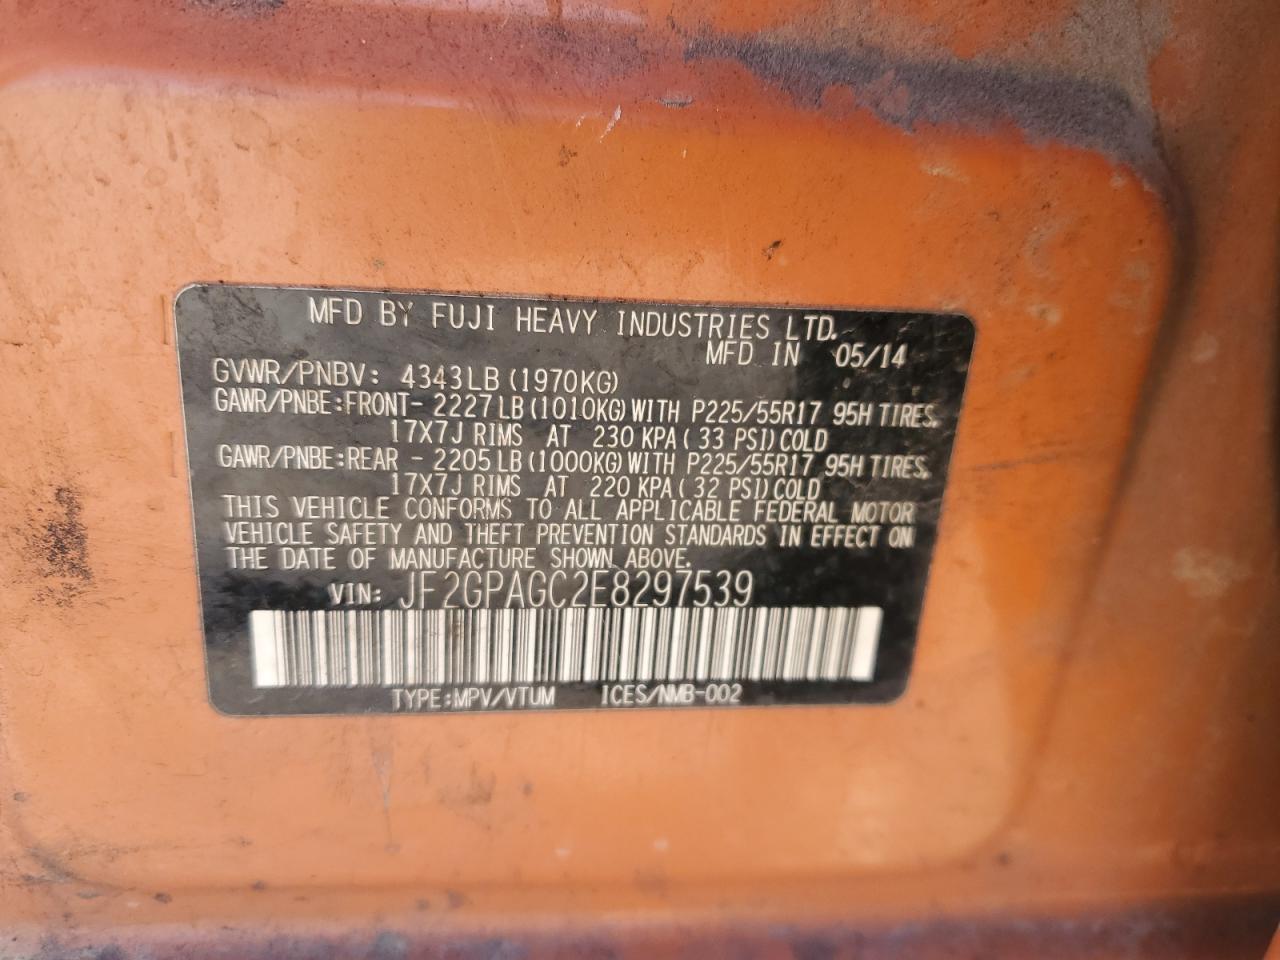 MFD BY FUJI HEAVY INDUSTRIES LTD.
MFD IN 05/14
GVWR/PNBV: 4343LB (1970KG)
GAWR/PNBE:FRONT- 2227 LB (1010KG) WITH P225/55R17 95H TIRES.
17X7J RIMS AT 230 KPA ( 33 PSI) COLD
GAWR/PNBE:REAR - 2205 LB (1000KG) WITH P225/55R17 95H TIRES.
17X7J RIMS AT 220 KPA ( 32 PSI) COLD
THIS VEHICLE CONFORMS TO ALL APPLICABLE FEDERAL MOTOR
VEHICLE SAFETY AND THEFT PREVENTION STANDARDS IN EFFECT ON
THE DATE OF MANUFACTURE SHOWN ABOVE.
VIN: JF2GPAGC2E8297539
TYPE:MPV/VTUM ICES/NMB-002